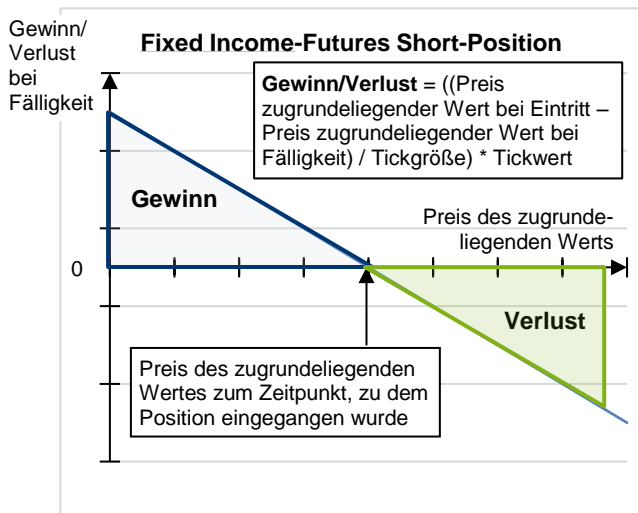 Gewinn/
Verlust
bei
Fälligkeit
Fixed Income-Futures Short-Position
Gewinn/Verlust = ((Preis
zugrundeliegender Wert bei Eintritt –
Preis zugrundeliegender Wert bei
Fälligkeit) / Tickgröße) * Tickwert
Gewinn
Preis des zugrunde-
liegenden Werts
0
Verlust
Preis des zugrundeliegenden
Wertes zum Zeitpunkt, zu dem
Position eingegangen wurde